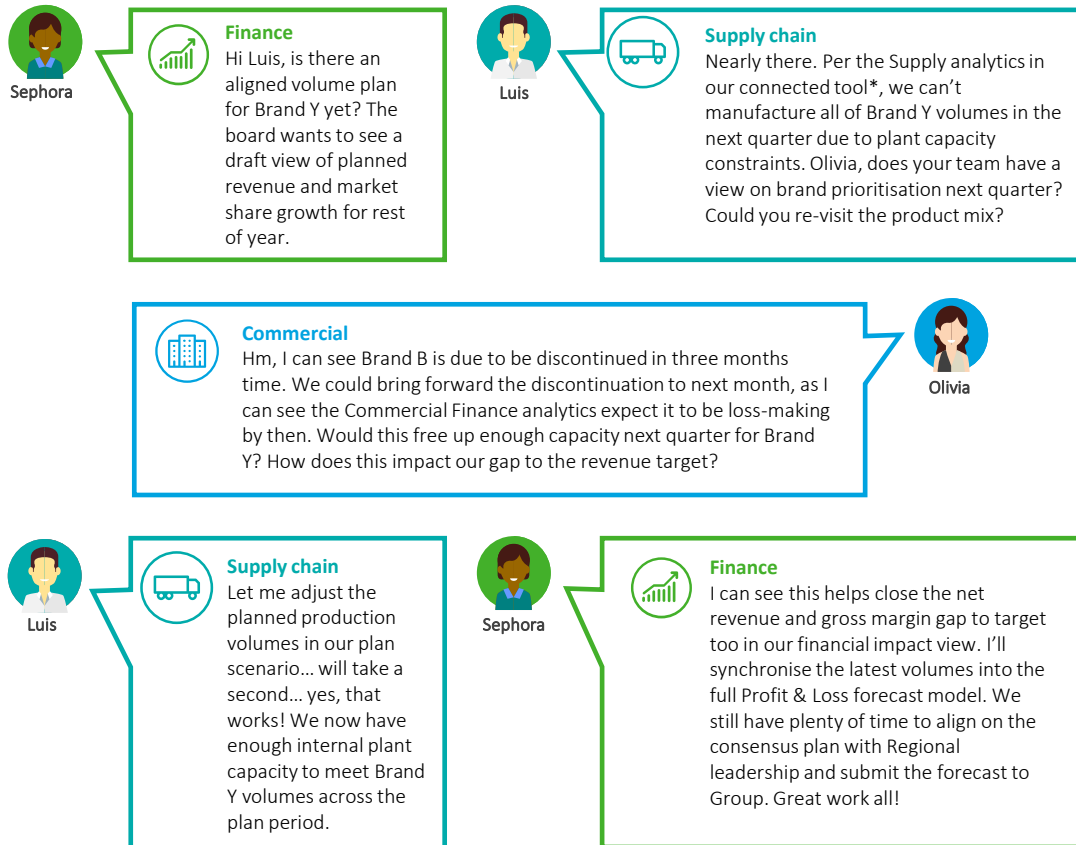 Sephora
Finance
Hi Luis, is there an
aligned volume plan
for Brand Y yet? The
board wants to see a
draft view of planned
revenue and market
share growth for rest
of year.
Luis
Supply chain
Nearly there. Per the Supply analytics in
our connected tool*, we can’t
manufacture all of Brand Y volumes in the
next quarter due to plant capacity
constraints. Olivia, does your team have a
view on brand prioritisation next quarter?
Could you re-visit the product mix?
Commercial
Hm, I can see Brand B is due to be discontinued in three months
time. We could bring forward the discontinuation to next month, as I
can see the Commercial Finance analytics expect it to be loss-making
by then. Would this free up enough capacity next quarter for Brand
Y? How does this impact our gap to the revenue target?
Olivia
Luis
Supply chain
Let me adjust the
planned production
volumes in our plan
scenario... will take a
second... yes, that
works! We now have
enough internal plant
capacity to meet Brand
Y volumes across the
plan period.
Sephora
Finance
I can see this helps close the net
revenue and gross margin gap to target
too in our financial impact view. I’ll
synchronise the latest volumes into the
full Profit & Loss forecast model. We
still have plenty of time to align on the
consensus plan with Regional
leadership and submit the forecast to
Group. Great work all!